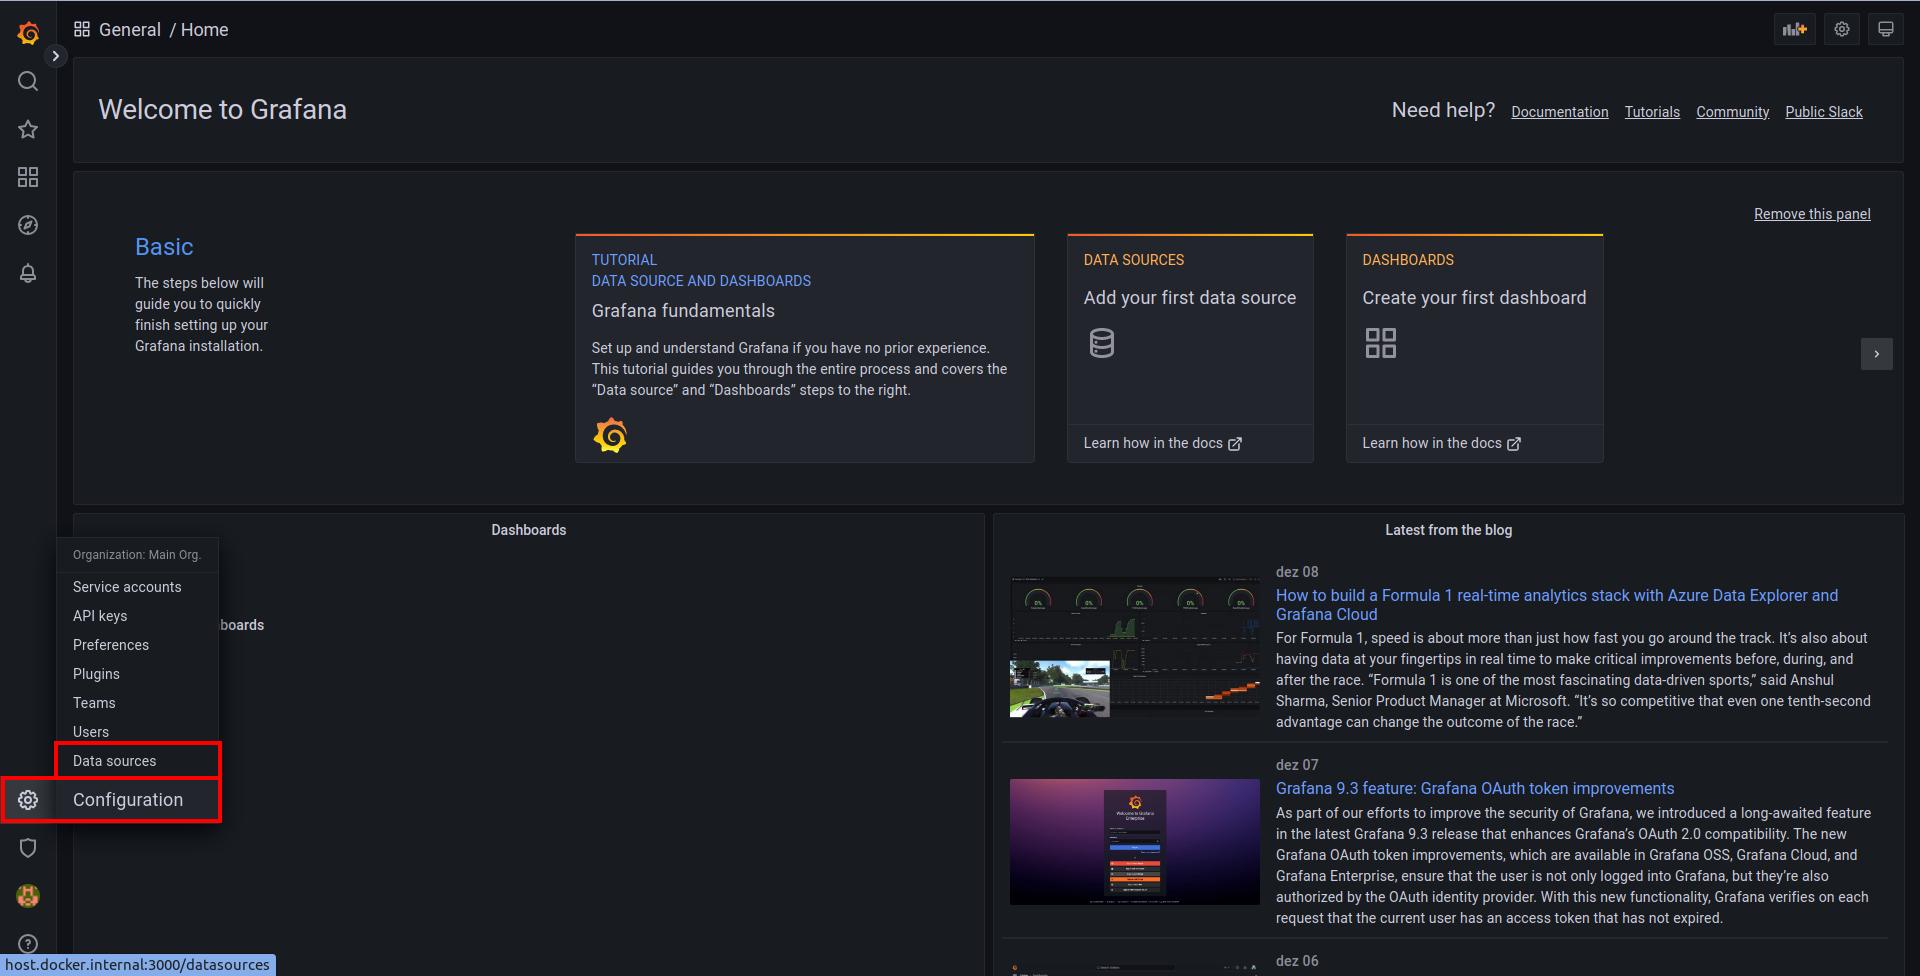 General / Home
Welcome to Grafana
Need help? Documentation Tutorials Community Public Slack
Remove this panel
Basic
The steps below will
guide you to quickly
finish setting up your
Grafana installation.
TUTORIAL
DATA SOURCE AND DASHBOARDS
Grafana fundamentals
Set up and understand Grafana if you have no prior experience.
This tutorial guides you through the entire process and covers the
“Data source” and “Dashboards” steps to the right.
DATA SOURCES
Add your first data source
Learn how in the docs
DASHBOARDS
Create your first dashboard
Learn how in the docs
Dashboards
boards
Organization: Main Org.
Service accounts
API keys
Preferences
Plugins
Teams
Users
Data sources
Configuration
host.docker.internal:3000/datasources
Latest from the blog
dez 08
How to build a Formula 1 real-time analytics stack with Azure Data Explorer and
Grafana Cloud
For Formula 1, speed is about more than just how fast you go around the track. It’s also about
having data at your fingertips in real time to make critical improvements before, during, and
after the race. “Formula 1 is one of the most fascinating data-driven sports,” said Anshul
Sharma, Senior Product Manager at Microsoft. “It’s so competitive that even one tenth-second
advantage can change the outcome of the race.”
dez 07
Grafana 9.3 feature: Grafana OAuth token improvements
As part of our efforts to improve the security of Grafana, we introduced a long-awaited feature
in the latest Grafana 9.3 release that enhances Grafana’s OAuth 2.0 compatibility. The new
Grafana OAuth token improvements, which are available in Grafana OSS, Grafana Cloud, and
Grafana Enterprise, ensure that the user is not only logged into Grafana, but they’re also
authorized by the OAuth identity provider. With this new functionality, Grafana verifies on each
request that the current user has an access token that has not expired.
dez 06